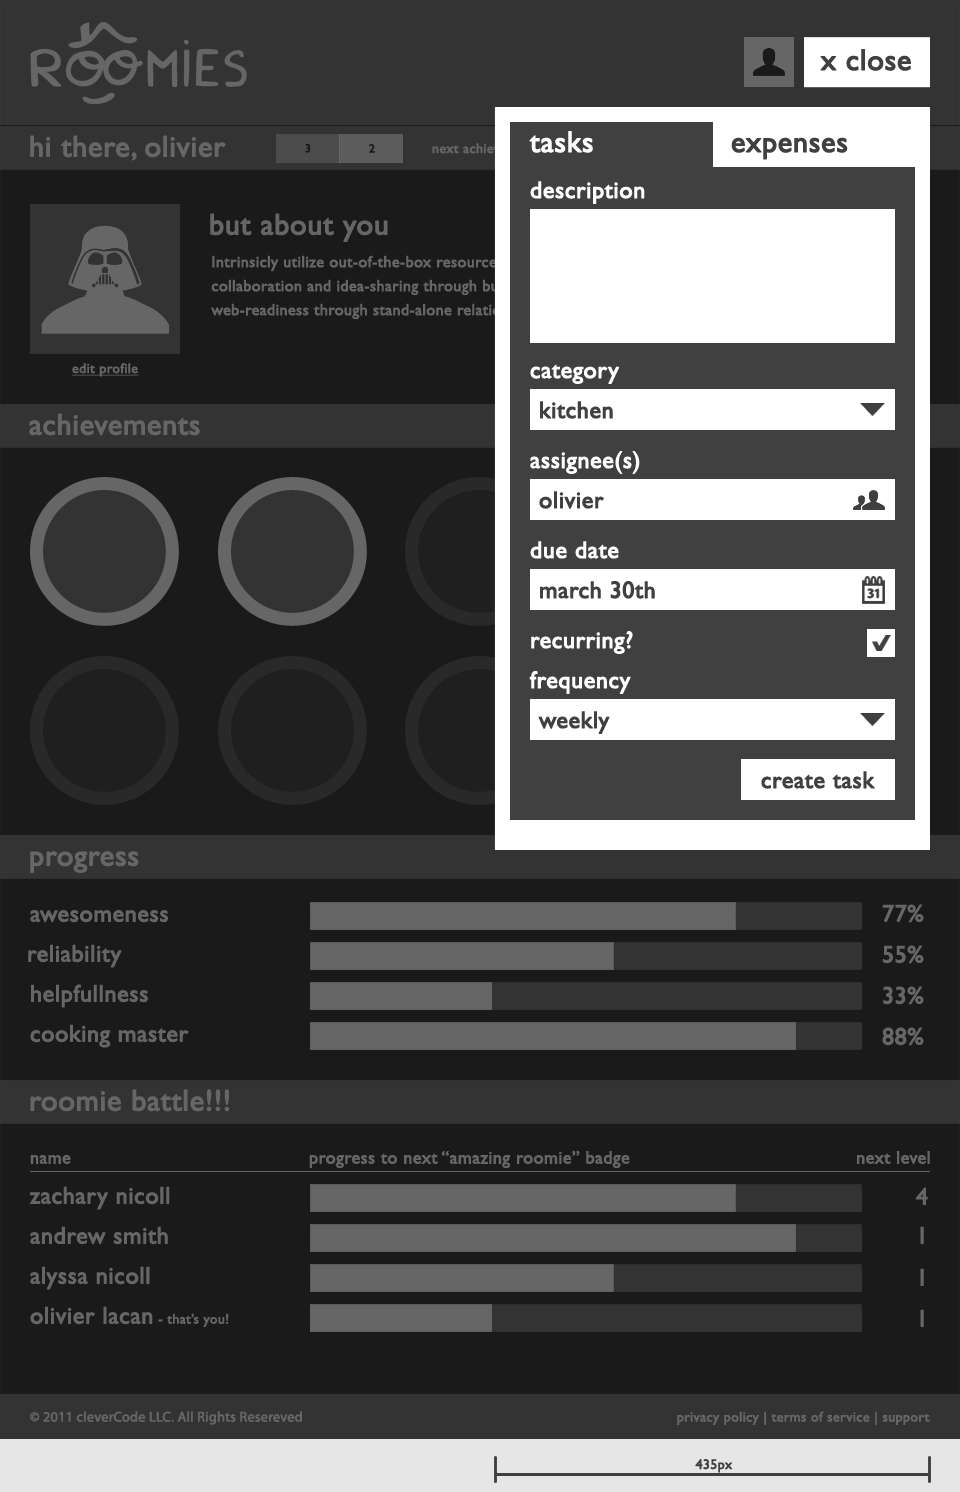 ROOMIES
x close
hi there, olivier
3
2
next achiev
tasks
expenses
description
category
kitchen
assignee(s)
olivier
due date
march 30th
31
recurring?
frequency
weekly
create task
but about you
Intrinsicly utilize out-of-the-box resource
collaboration and idea-sharing through bu
web-readiness through stand-alone relati
edit profile
achievements
progress
awesomeness 77%
reliability 55%
helpfullness 33%
cooking master 88%
roomie battle!!!
name progress to next “amazing roomie” badge next level
zachary nicoll 4
andrew smith 1
alyssa nicoll 1
olivier lacan - that’s you! 1
© 2011 cleverCode LLC. All Rights Resereved
privacy policy | terms of service | support
435px